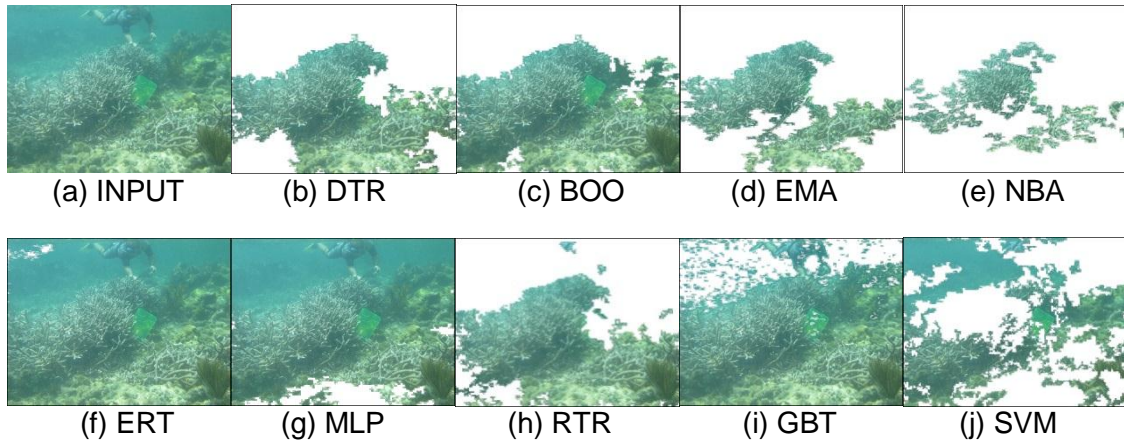 (a) INPUT (b) DTR (c) BOO (d) EMA (e) NBA
(f) ERT (g) MLP (h) RTR (i) GBT (j) SVM